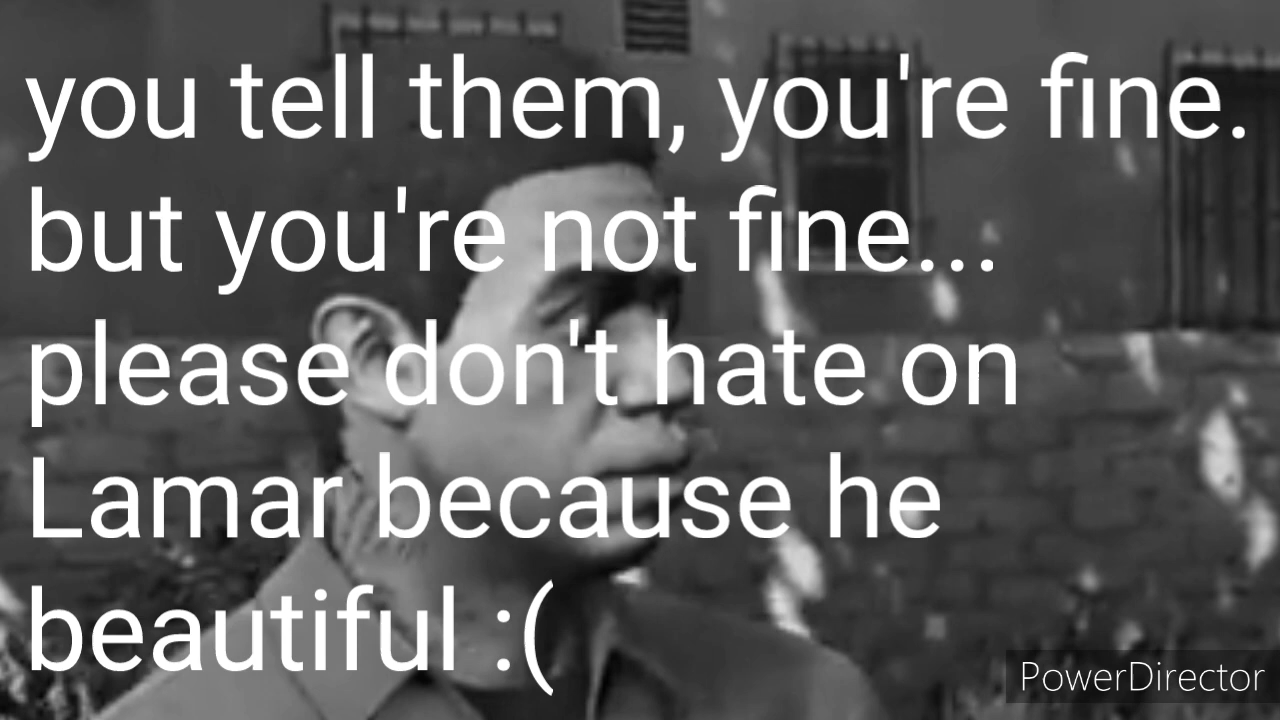 you tell them, you're fine.
but you're not fine...
please don't hate on
Lamar because he
beautiful :(
PowerDirector